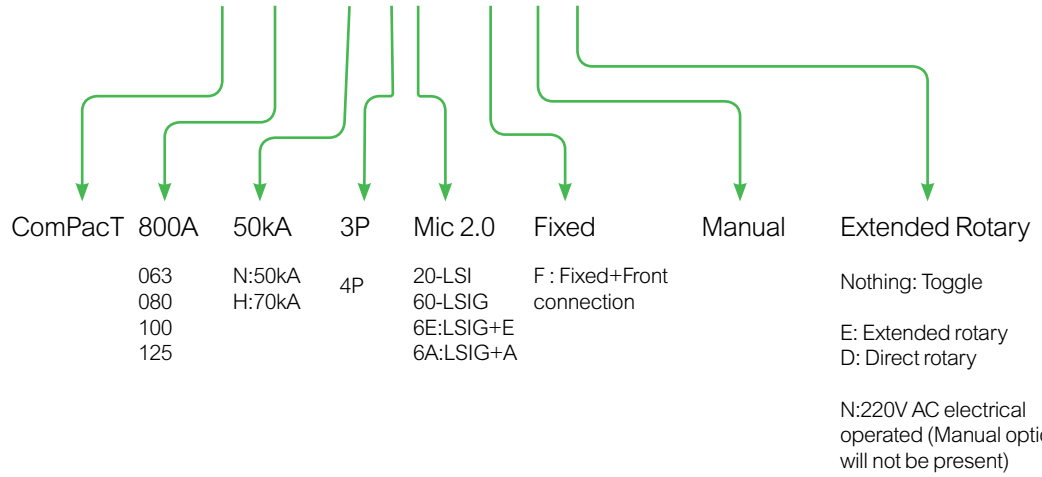 ComPacT 800A 50kA 3P Mic 2.0 Fixed Manual Extended Rotary
063
080
100
125
N:50kA
H:70kA
4P
20-LSI
60-LSIG
6E:LSIG+E
6A:LSIG+A
F : Fixed+Front
connection
Nothing: Toggle
E: Extended rotary
D: Direct rotary
N:220V AC electrical
operated (Manual optio
will not be present)